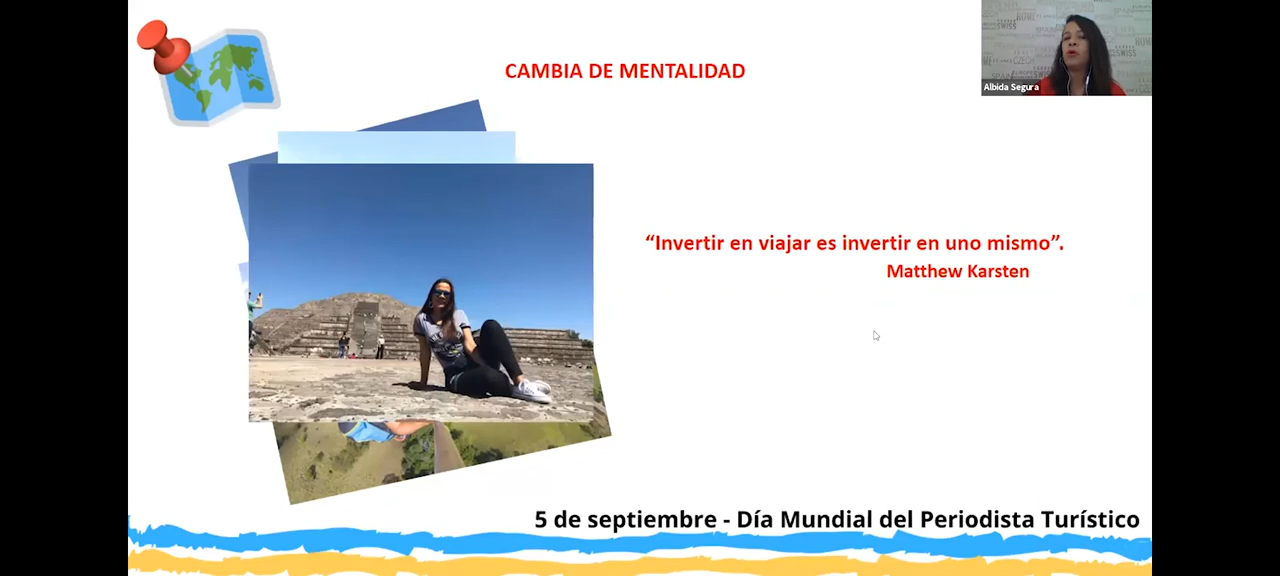 CAMBIA DE MENTALIDAD
Albida Segura
“Invertir en viajar es invertir en uno mismo”.
Matthew Karsten
5 de septiembre - Día Mundial del Periodista Turístico